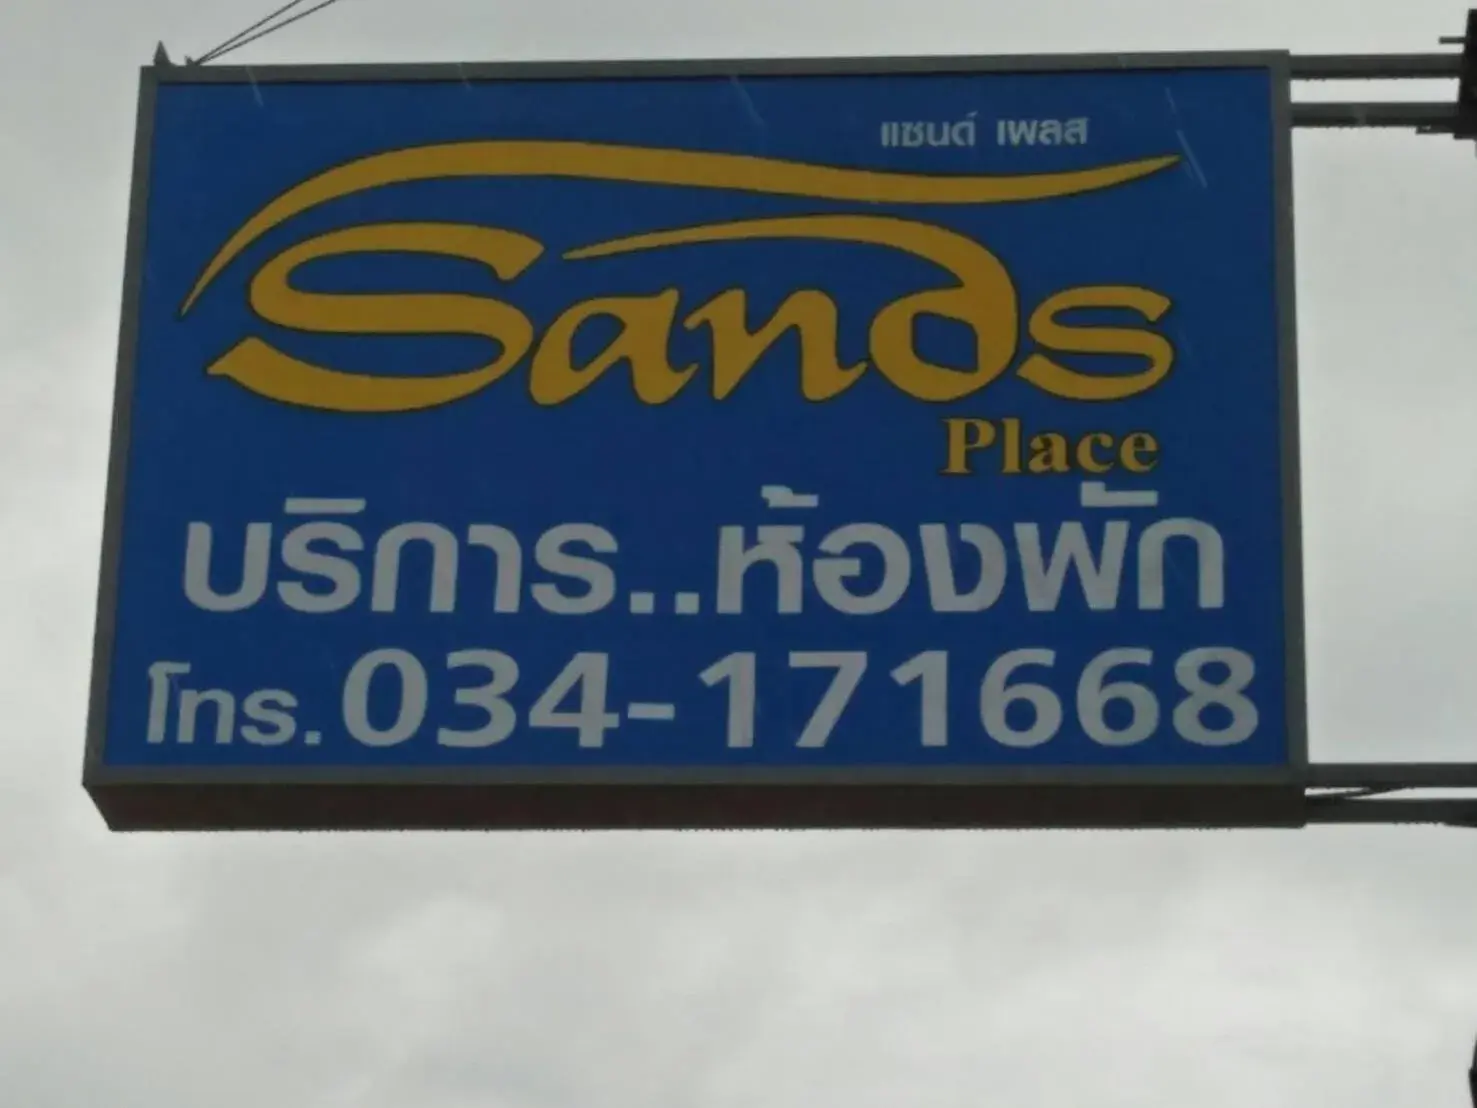 แซนด์ เพลส
Sands
Place
บริการ..ห้องพัก
โทร.034-171668